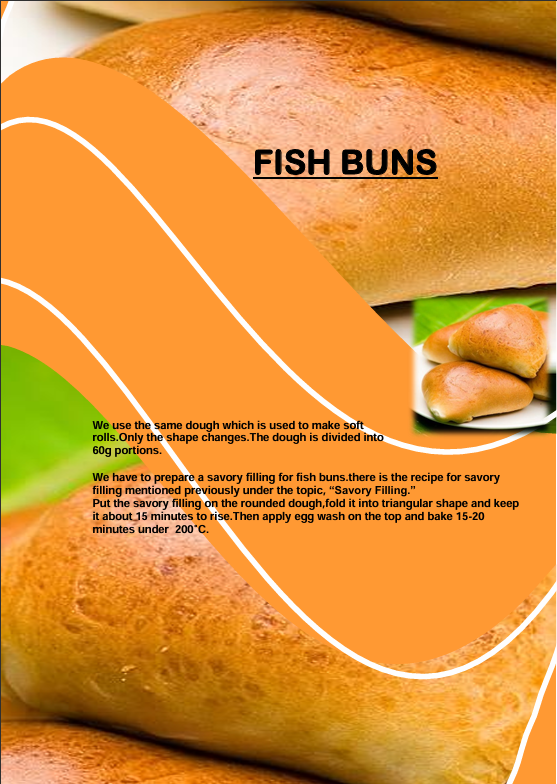 FISH BUNS
We use the same dough which is used to make soft
rolls.Only the shape changes.The dough is divided into
60g portions.
We have to prepare a savory filling for fish buns.there is the recipe for savory
filling mentioned previously under the topic, “Savory Filling.”
Put the savory filling on the rounded dough,fold it into triangular shape and keep
it about 15 minutes to rise.Then apply egg wash on the top and bake 15-20
minutes under  200˚C.